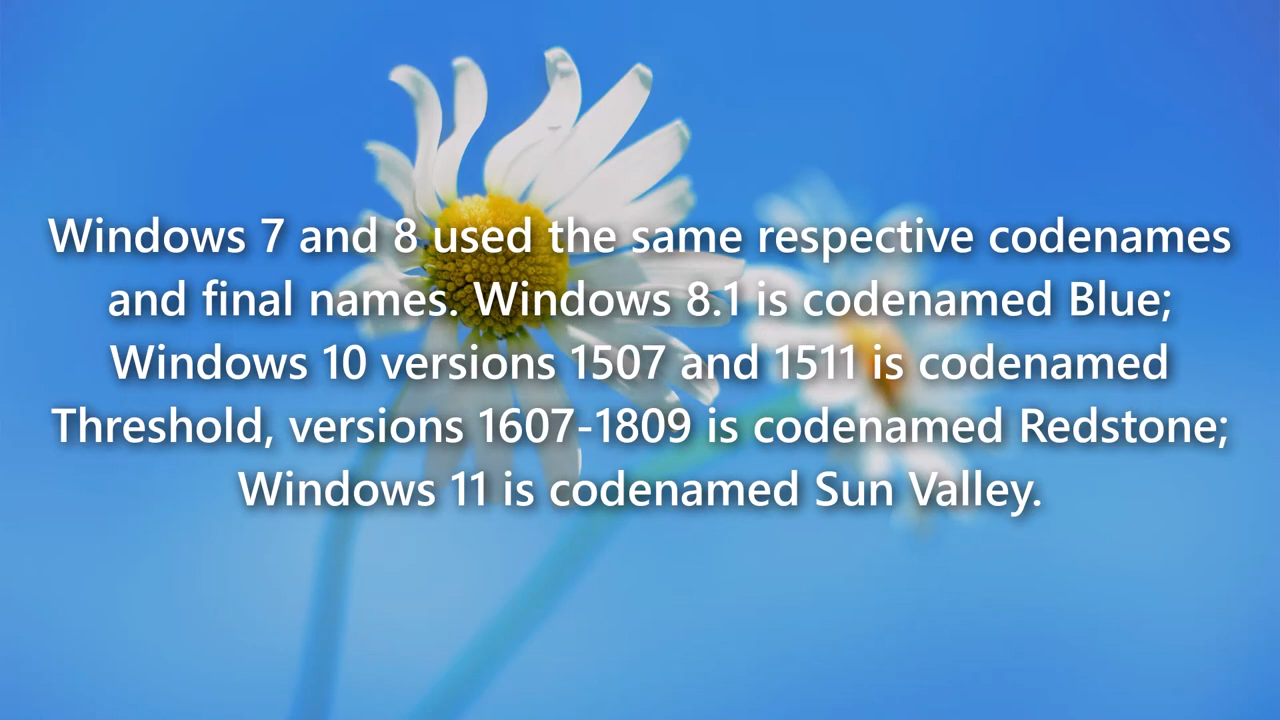 Windows 7 and 8 used the same respective codenames
and final names. Windows 8.1 is codenamed Blue;
Windows 10 versions 1507 and 1511 is codenamed
Threshold, versions 1607-1809 is codenamed Redstone;
Windows 11 is codenamed Sun Valley.